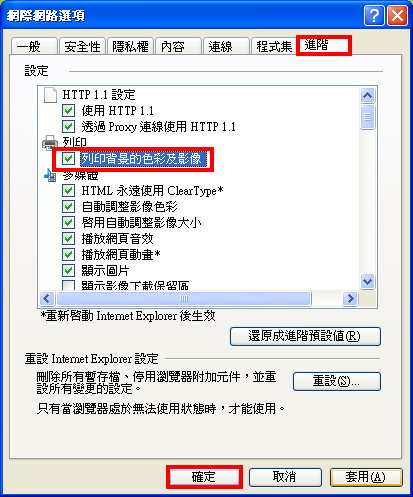 網際網路選項
一般 安全性 隱私權 內容 連線 程式集 進階
設定
HTTP 1.1 設定
使用 HTTP 1.1
透過 Proxy 連線使用 HTTP 1.1
列印
列印背景的色彩及影像
多媒體
HTML 永遠使用 ClearType*
自動調整影像色彩
啓用自動調整影像大小
播放網頁音效
播放網頁動畫*
顯示圖片
顯示影像下載保留區
*重新啓動 Internet Explorer 後生效
還原成進階預設值(R)
重設 Internet Explorer 設定
刪除所有暫存檔、停用瀏覽器附加元件，並重
設所有變更的設定。
重設(S)...
只有當瀏覽器處於無法使用狀態時，才能使用。
確定 取消 套用(A)